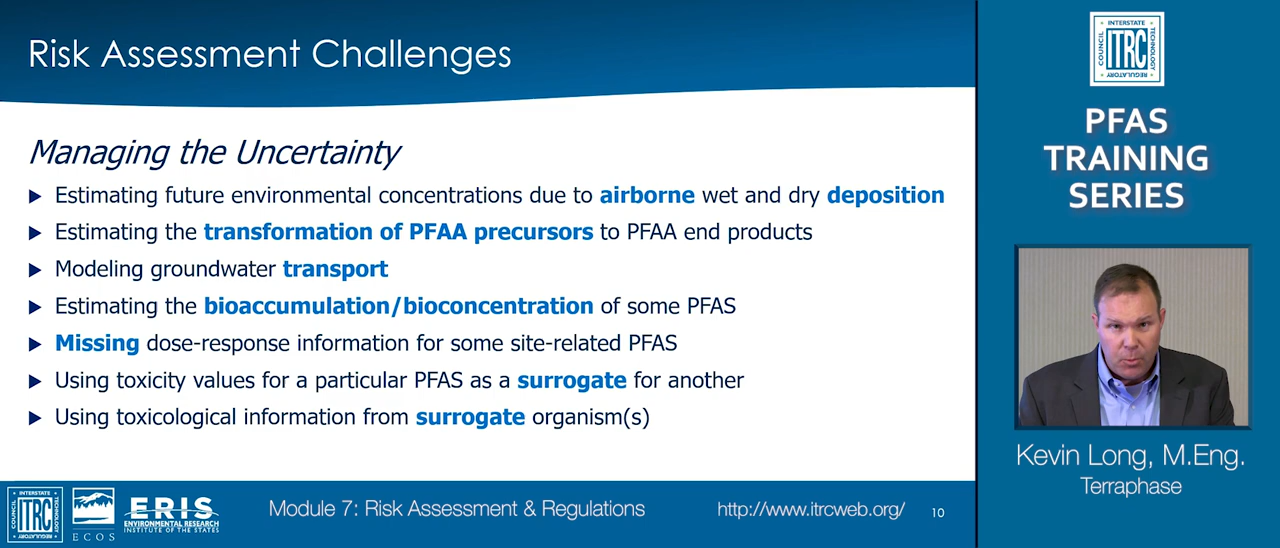 Risk Assessment Challenges
Managing the Uncertainty
Estimating future environmental concentrations due to airborne wet and dry deposition
Estimating the transformation of PFAA precursors to PFAA end products
Modeling groundwater transport
Estimating the bioaccumulation/bioconcentration of some PFAS
Missing dose-response information for some site-related PFAS
Using toxicity values for a particular PFAS as a surrogate for another
Using toxicological information from surrogate organism(s)
INTERSTATE
COUNCIL
ITRC
TECHNOLOGY
REGULATORY
ECOS
ERIS
ENVIRONMENTAL RESEARCH
INSTITUTE OF THE STATES
Module 7: Risk Assessment & Regulations
http://www.itrcweb.org/
10
INTERSTATE
COUNCIL
ITRC
TECHNOLOGY
REGULATORY
PFAS
TRAINING
SERIES
Kevin Long, M.Eng.
Terraphase